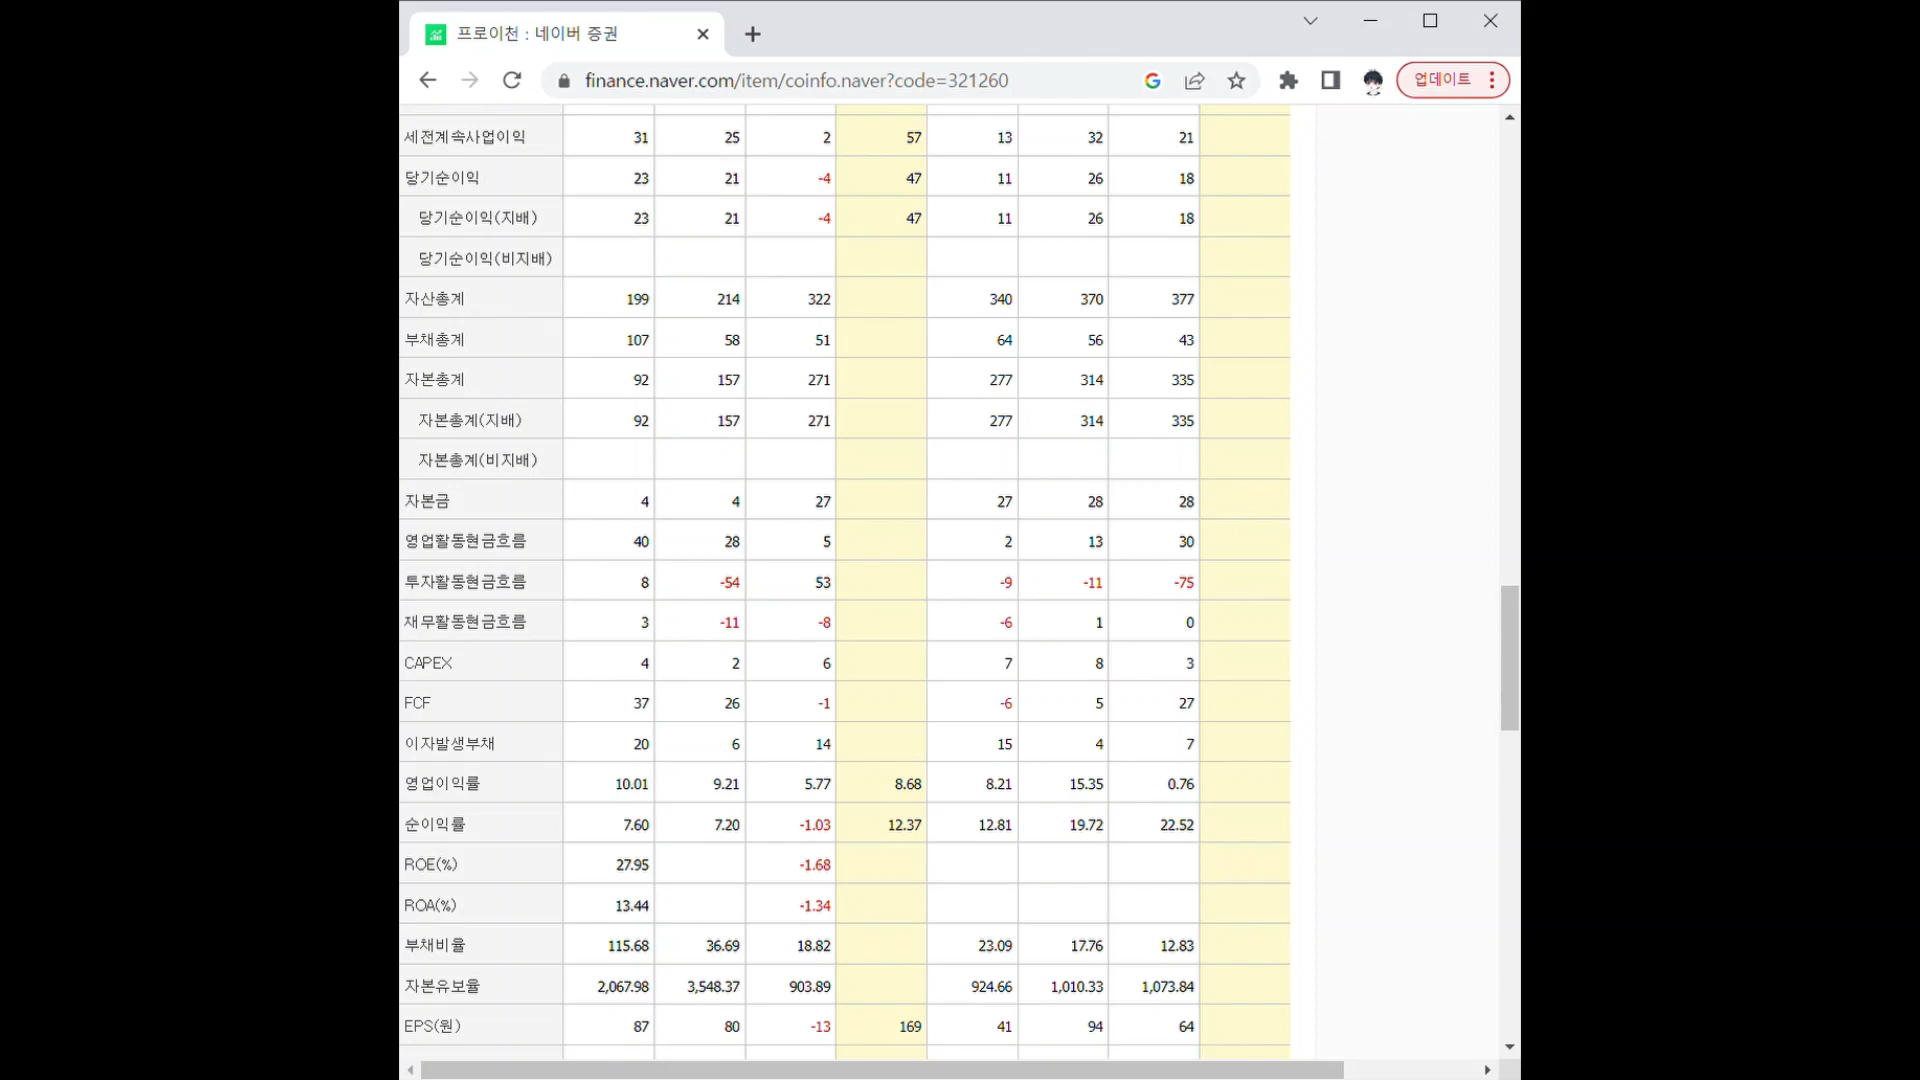 프로이천 : 네이버 증권
finance.naver.com/item/coinfo.naver?code=321260
업데이트
세전계속사업이익 31 25 2 57 13 32 21
당기순이익 23 21 -4 47 11 26 18
당기순이익(지배) 23 21 -4 47 11 26 18
당기순이익(비지배)
자산총계 199 214 322 340 370 377
부채총계 107 58 51 64 56 43
자본총계 92 157 271 277 314 335
자본총계(지배) 92 157 271 277 314 335
자본총계(비지배)
자본금 4 4 27 27 28 28
영업활동현금흐름 40 28 5 2 13 30
투자활동현금흐름 8 -54 53 -9 -11 -75
재무활동현금흐름 3 -11 -8 -6 1 0
CAPEX 4 2 6 7 8 3
FCF 37 26 -1 -6 5 27
이자발생부채 20 6 14 15 4 7
영업이익률 10.01 9.21 5.77 8.68 8.21 15.35 0.76
순이익률 7.60 7.20 -1.03 12.37 12.81 19.72 22.52
ROE(%) 27.95 -1.68
ROA(%) 13.44 -1.34
부채비율 115.68 36.69 18.82 23.09 17.76 12.83
자본유보율 2,067.98 3,548.37 903.89 924.66 1,010.33 1,073.84
EPS(원) 87 80 -13 169 41 94 64